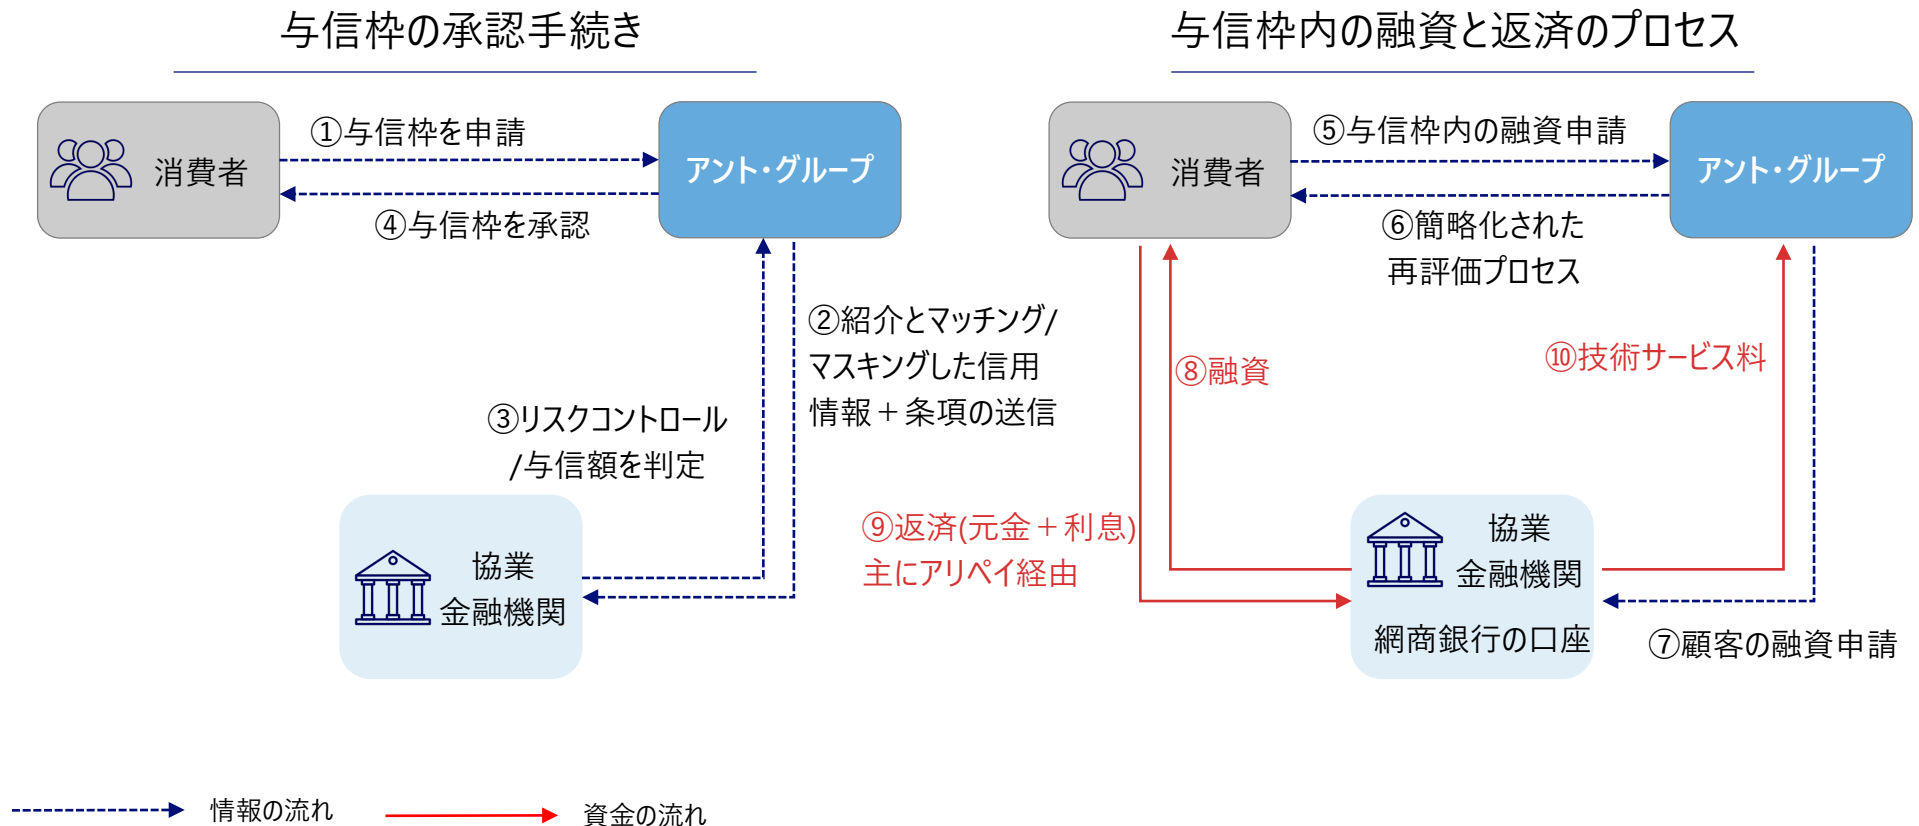 与信枠の承認手続き
消費者
①与信枠を申請
④与信枠を承認
アント・グループ
②紹介とマッチング/
マスキングした信用
情報＋条項の送信
③リスクコントロール
/与信額を判定
協業
金融機関
与信枠内の融資と返済のプロセス
消費者
⑤与信枠内の融資申請
⑥簡略化された
再評価プロセス
アント・グループ
⑧融資
⑩技術サービス料
⑨返済(元金＋利息)
主にアリペイ経由
協業
金融機関
網商銀行の口座
⑦顧客の融資申請
情報の流れ
資金の流れ